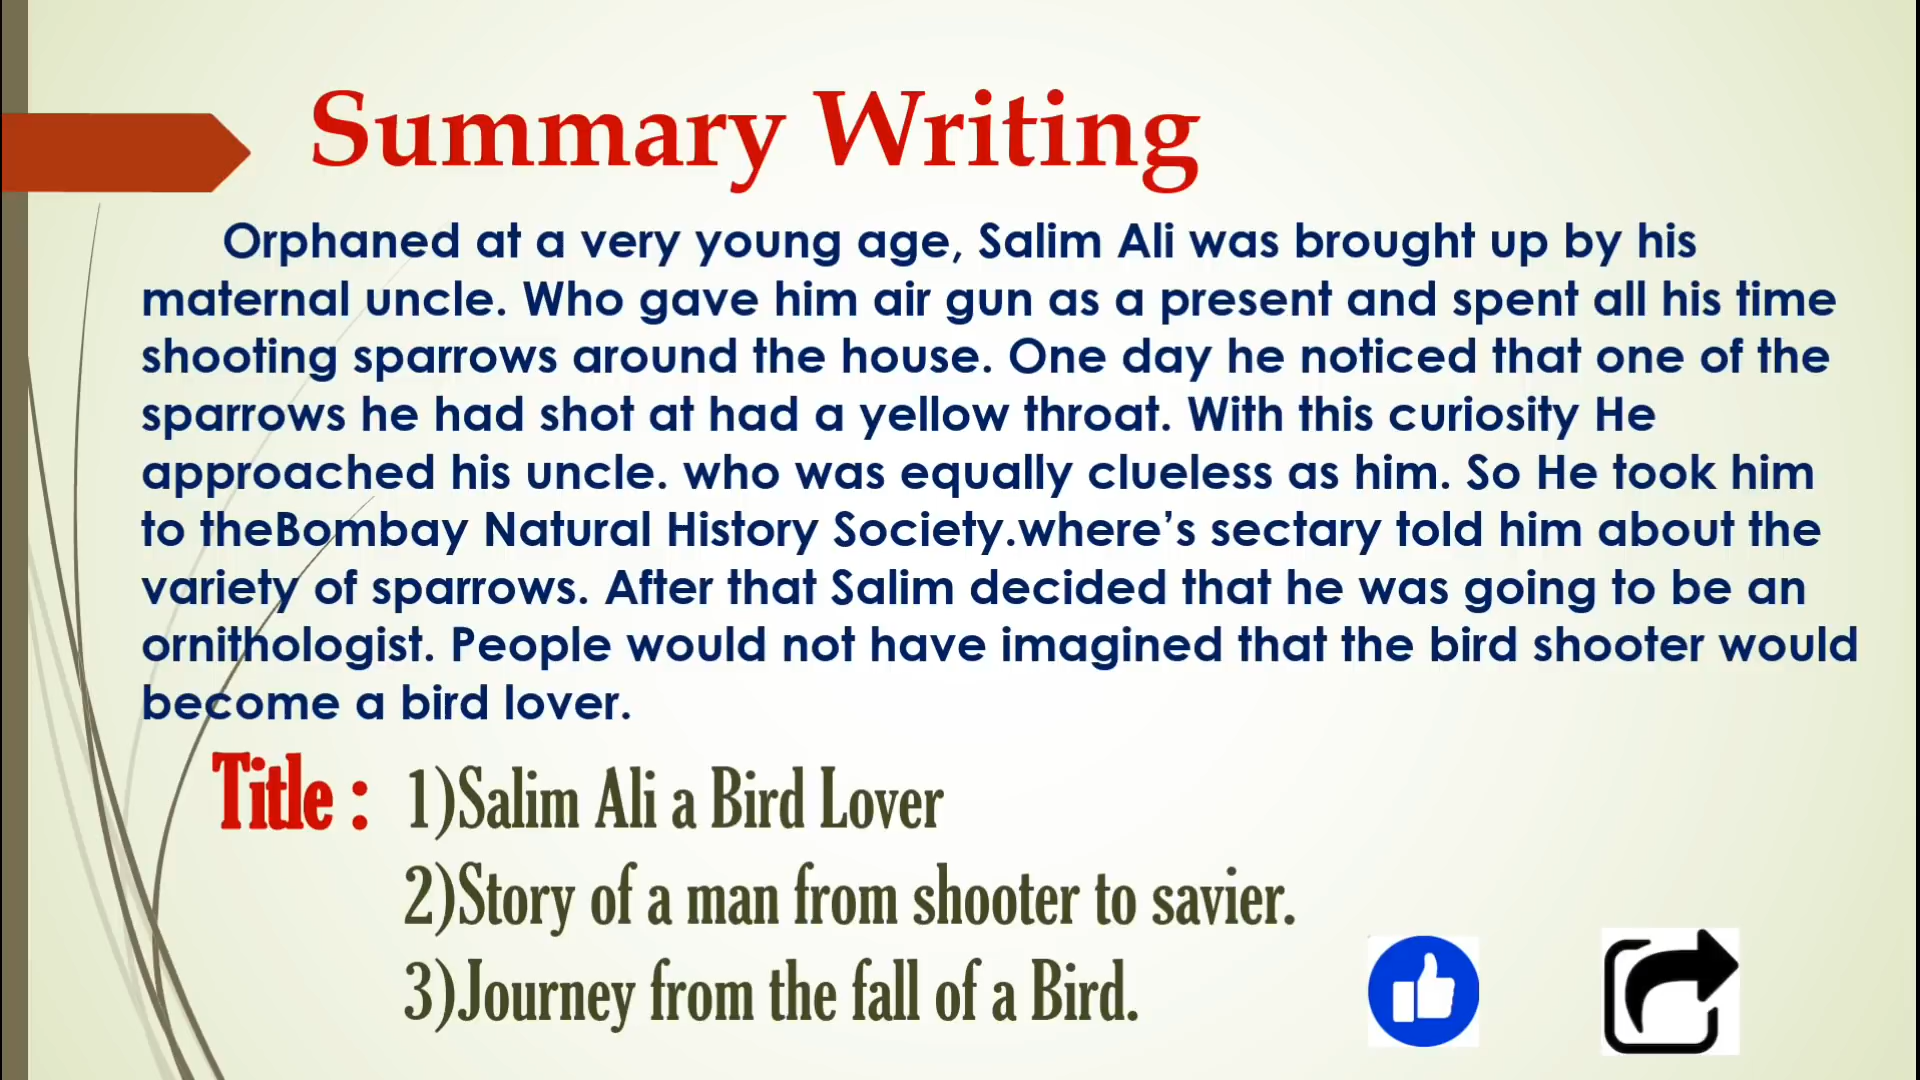 Summary Writing
Orphaned at a very young age, Salim Ali was brought up by his
maternal uncle. Who gave him air gun as a present and spent all his time
shooting sparrows around the house. One day he noticed that one of the
sparrows he had shot at had a yellow throat. With this curiosity He
approached his uncle. who was equally clueless as him. So He took him
to theBombay Natural History Society.where’s sectary told him about the
variety of sparrows. After that Salim decided that he was going to be an
ornithologist. People would not have imagined that the bird shooter would
become a bird lover.
Title : 1)Salim Ali a Bird Lover
2)Story of a man from shooter to savier.
3)Journey from the fall of a Bird.